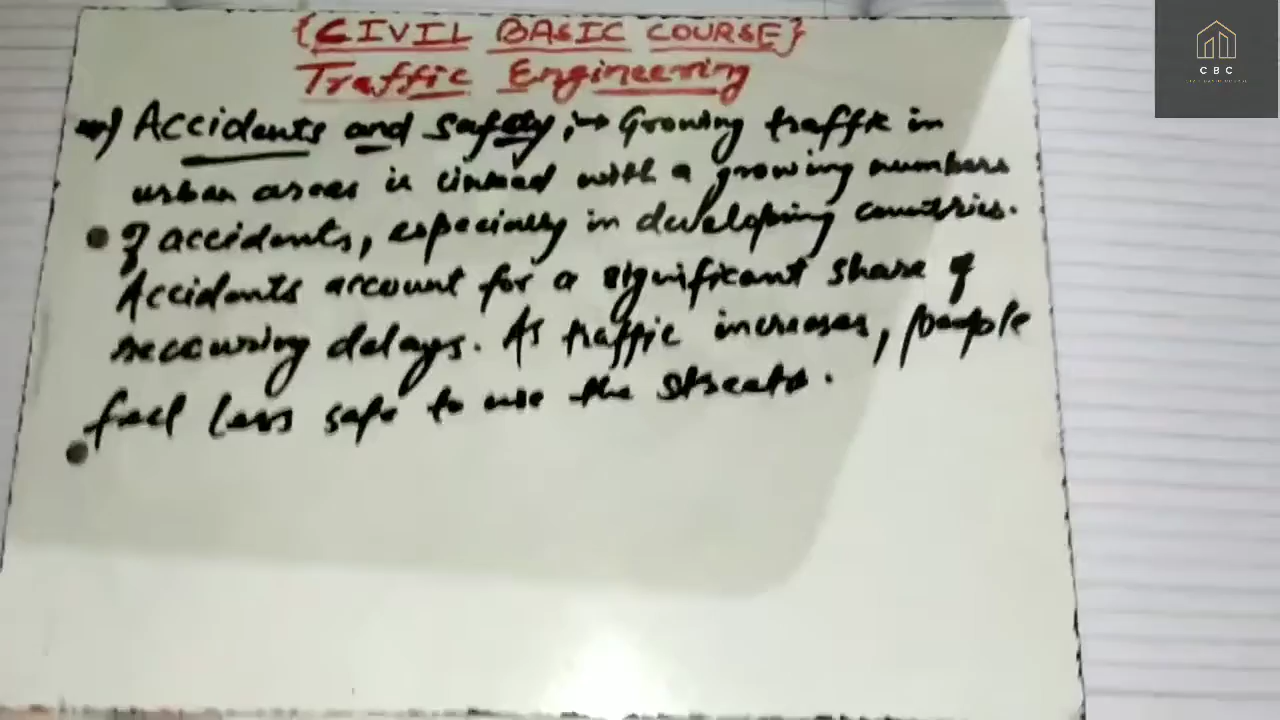 {CIVIL BASIC COURSE}
Traffic Engineering
⇒) Accidents and safety :→ Growing traffic in
urban areas is linked with a growing numbers
of accidents, especially in developing countries.
Accidents account for a significant share of
recurring delays. As traffic increases, people
feel less safe to use the streets.
CBC